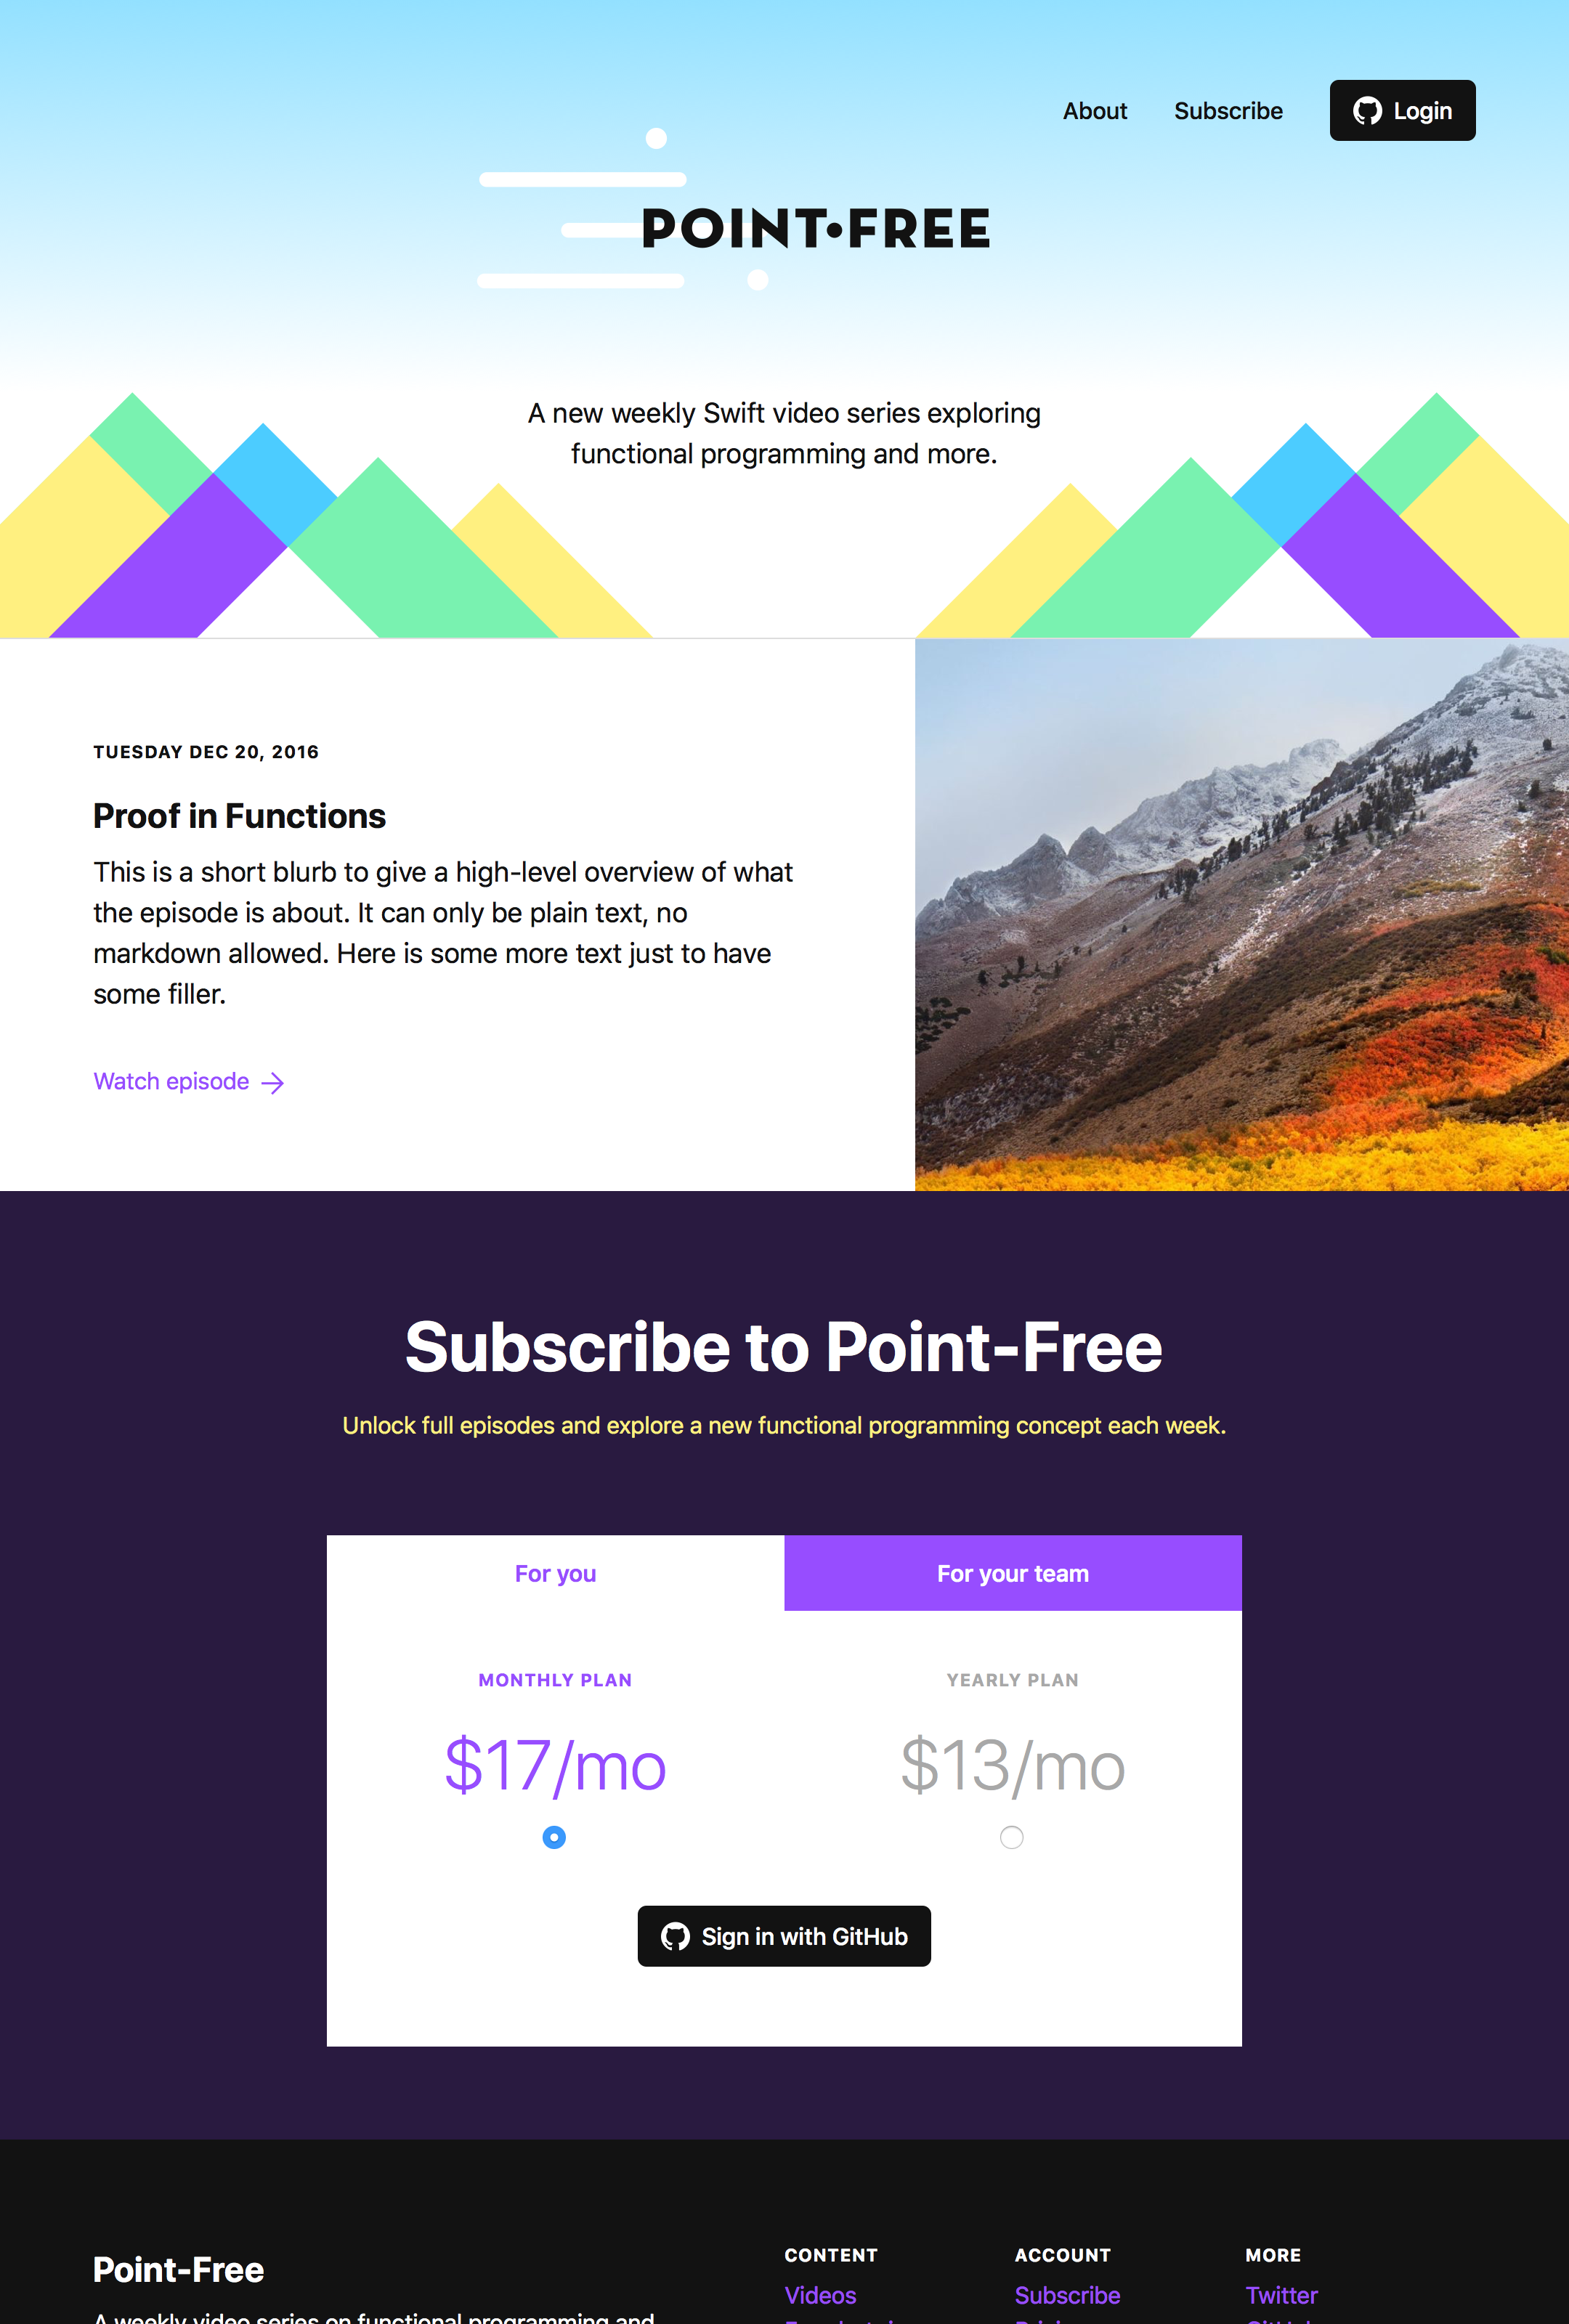 About
Subscribe
Login
POINT•FREE
A new weekly Swift video series exploring
functional programming and more.
TUESDAY DEC 20, 2016
Proof in Functions
This is a short blurb to give a high-level overview of what
the episode is about. It can only be plain text, no
markdown allowed. Here is some more text just to have
some filler.
Watch episode
Subscribe to Point-Free
Unlock full episodes and explore a new functional programming concept each week.
For you
For your team
MONTHLY PLAN
$17/mo
YEARLY PLAN
$13/mo
Sign in with GitHub
Point-Free
A weekly video series on functional programming and
CONTENT
Videos
ACCOUNT
Subscribe
MORE
Twitter